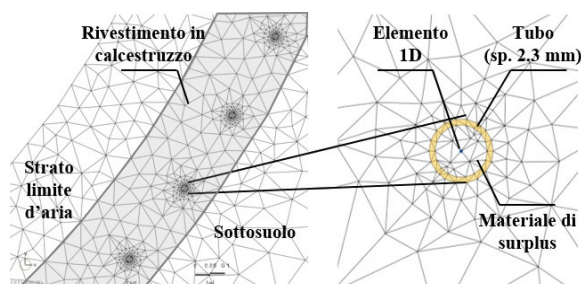 Rivestimento in
calcestruzzo
Strato
limite
d'aria
Sottosuolo
Elemento
1D
Tubo
(sp. 2.3 mm)
Materiale di
surplus